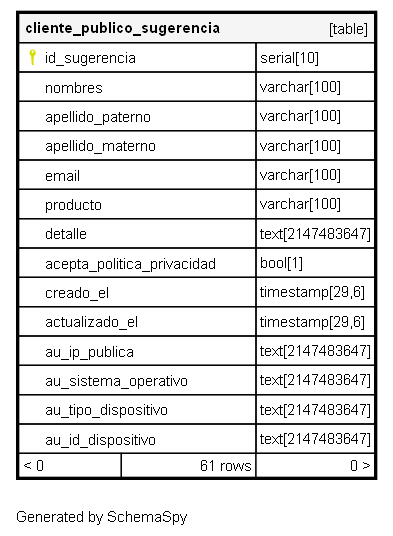 cliente_publico_sugerencia [table]
id_sugerencia serial[10]
nombres varchar[100]
apellido_paterno varchar[100]
apellido_materno varchar[100]
email varchar[100]
producto varchar[100]
detalle text[2147483647]
acepta_politica_privacidad bool[1]
creado_el timestamp[29,6]
actualizado_el timestamp[29,6]
au_ip_publica text[2147483647]
au_sistema_operativo text[2147483647]
au_tipo_dispositivo text[2147483647]
au_id_dispositivo text[2147483647]
< 0 61 rows 0 >
Generated by SchemaSpy